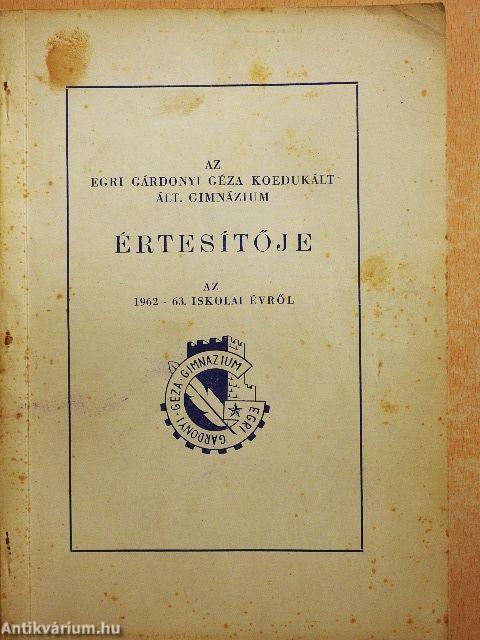 AZ
EGRI GÁRDONYI GÉZA KOEDUKÁLT
ÁLT. GIMNÁZIUM
ÉRTESÍTŐJE
AZ
1962 - 63. ISKOLAI ÉVRŐL
EGRI GÁRDONYI·GÉZA·GIMNÁZIUM
Antikvárium.hu